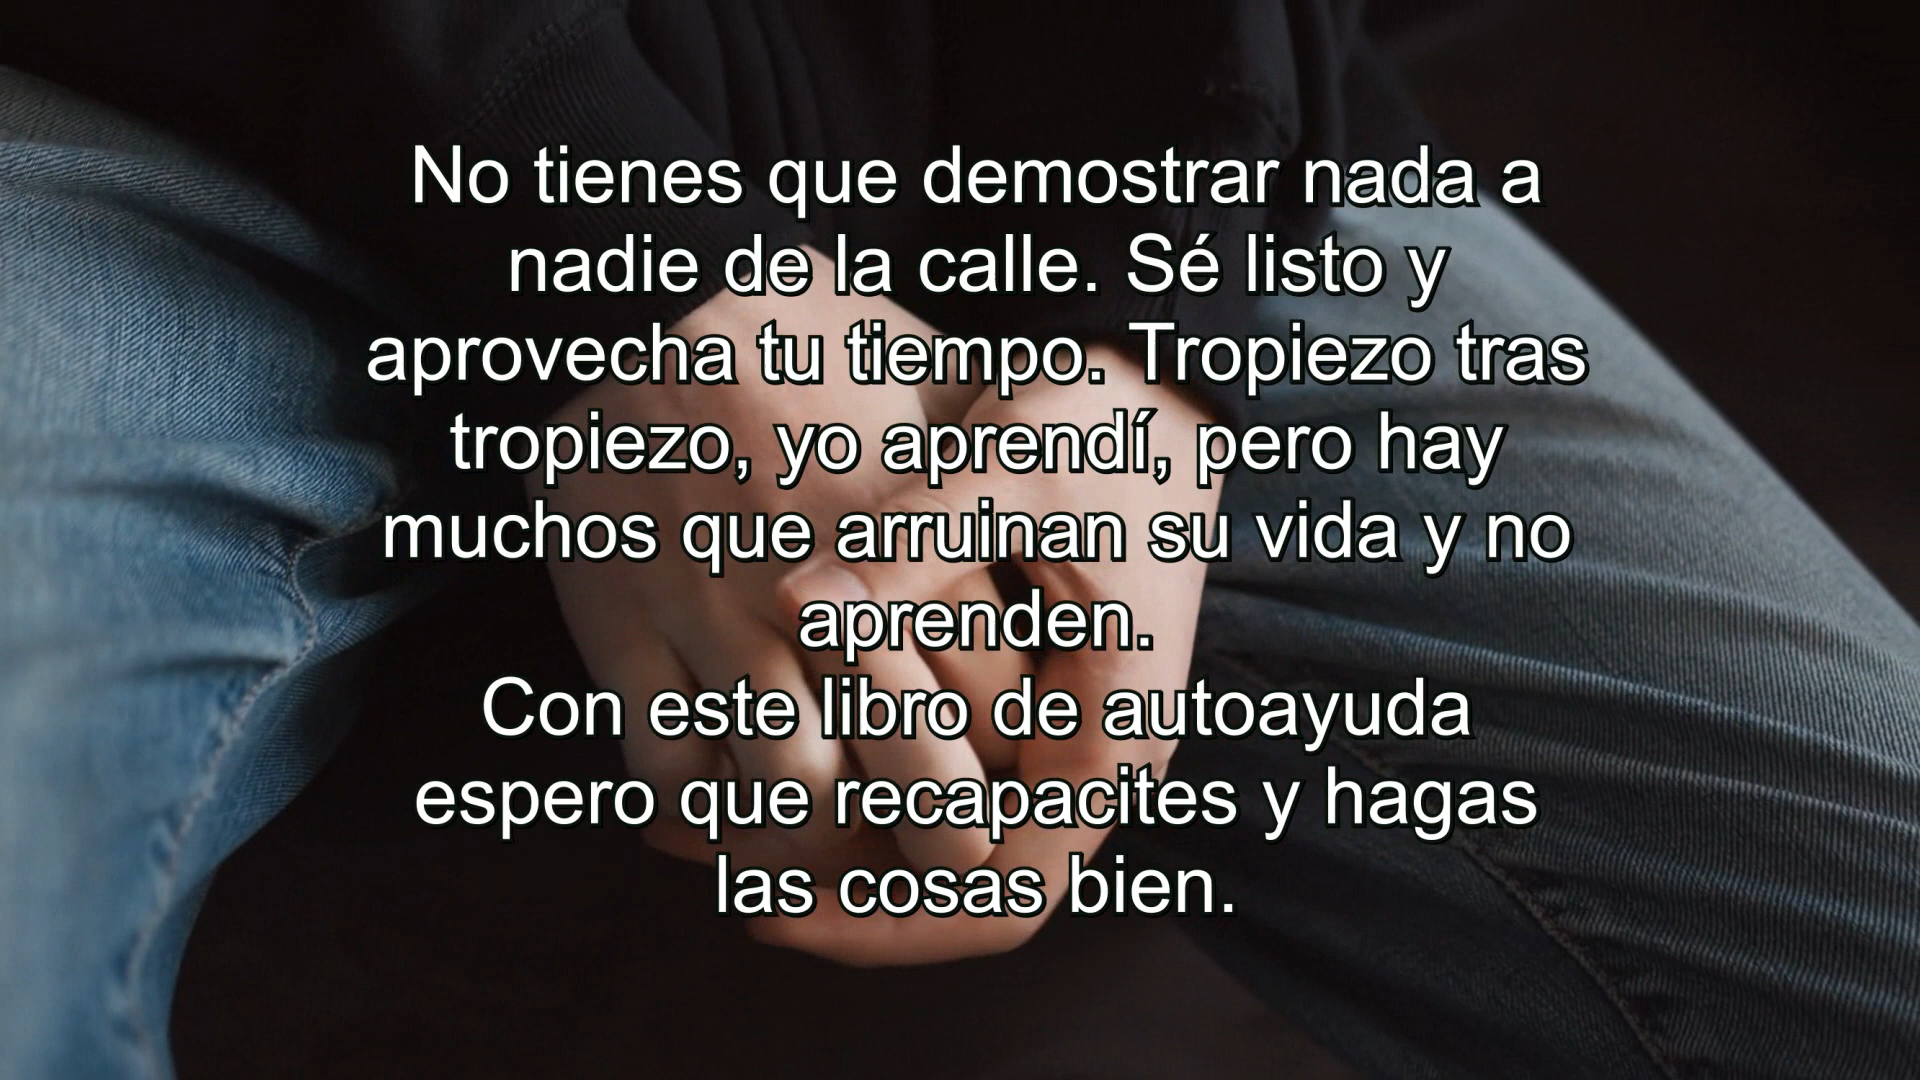 No tienes que demostrar nada a
nadie de la calle. Sé listo y
aprovecha tu tiempo. Tropiezo tras
tropiezo, yo aprendí, pero hay
muchos que arruinan su vida y no
aprenden.
Con este libro de autoayuda
espero que recapacites y hagas
las cosas bien.